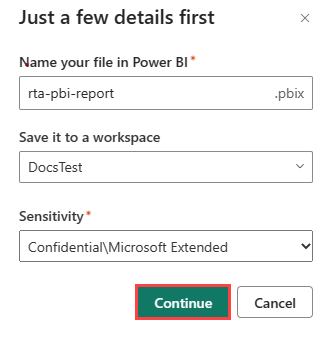 Just a few details first
Name your file in Power BI*
rta-pbi-report .pbix
Save it to a workspace
DocsTest
Sensitivity*
Confidential\Microsoft Extended
Continue Cancel